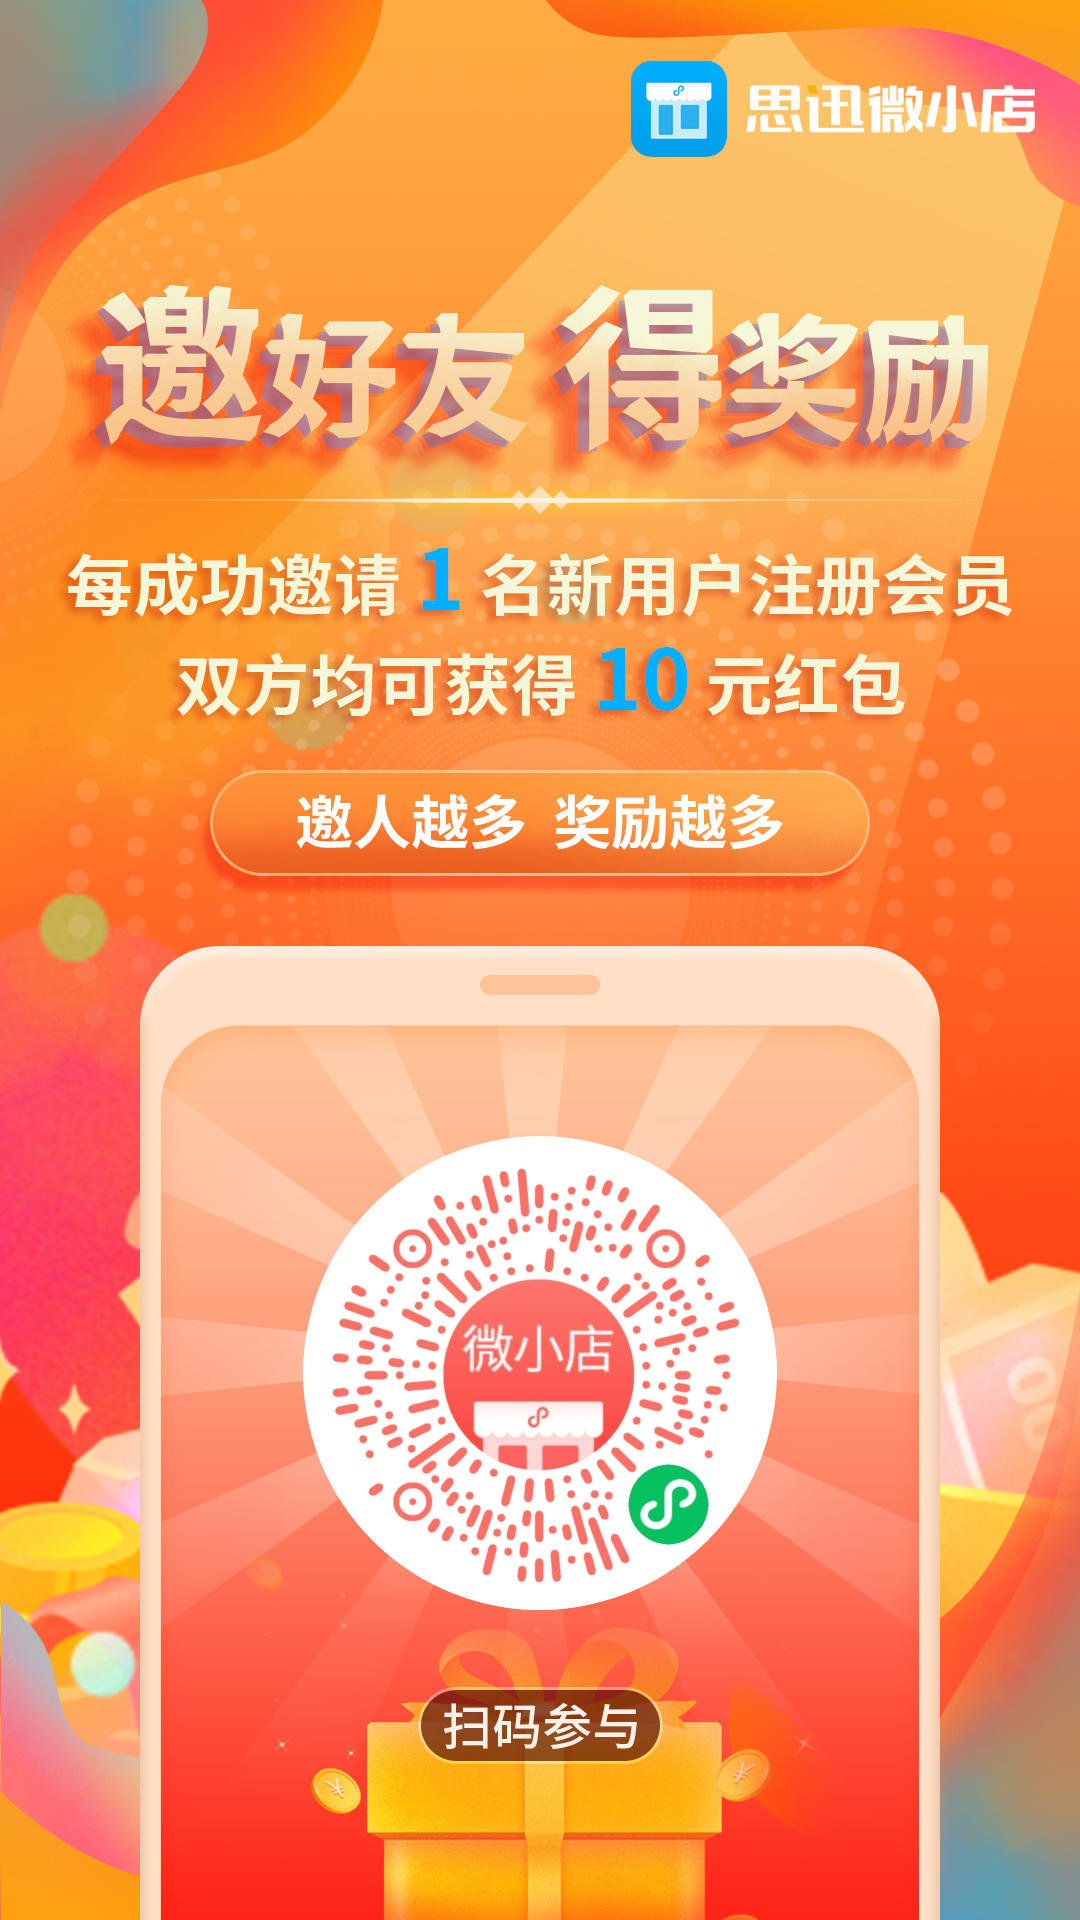 思迅微小店
邀好友 得奖励
每成功邀请 1 名新用户注册会员
双方均可获得 10 元红包
邀人越多 奖励越多
00
微小店
扫码参与
¥ ¥